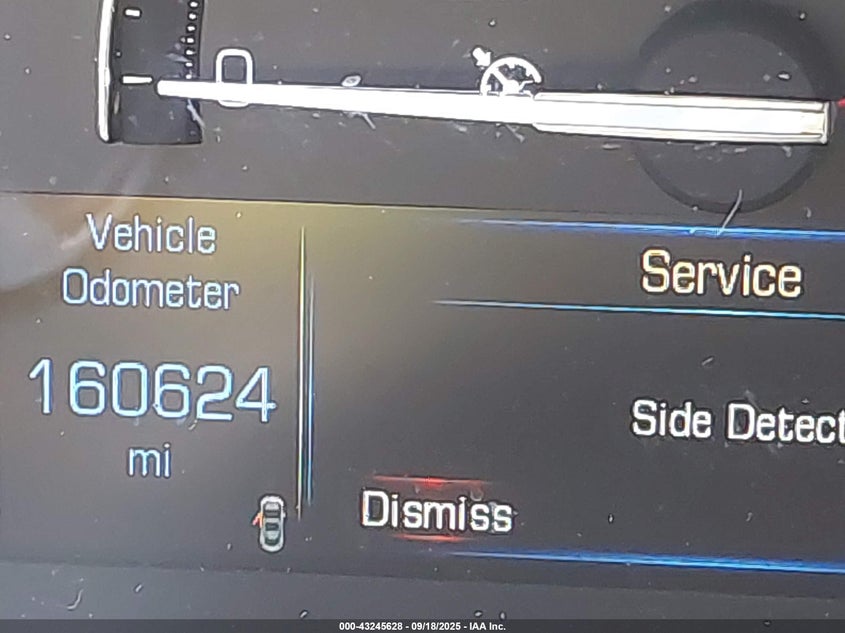 Vehicle
Odometer
160624
mi
Service
Side Detect
Dismiss
000-43245628 - 09/18/2025 - IAA Inc.